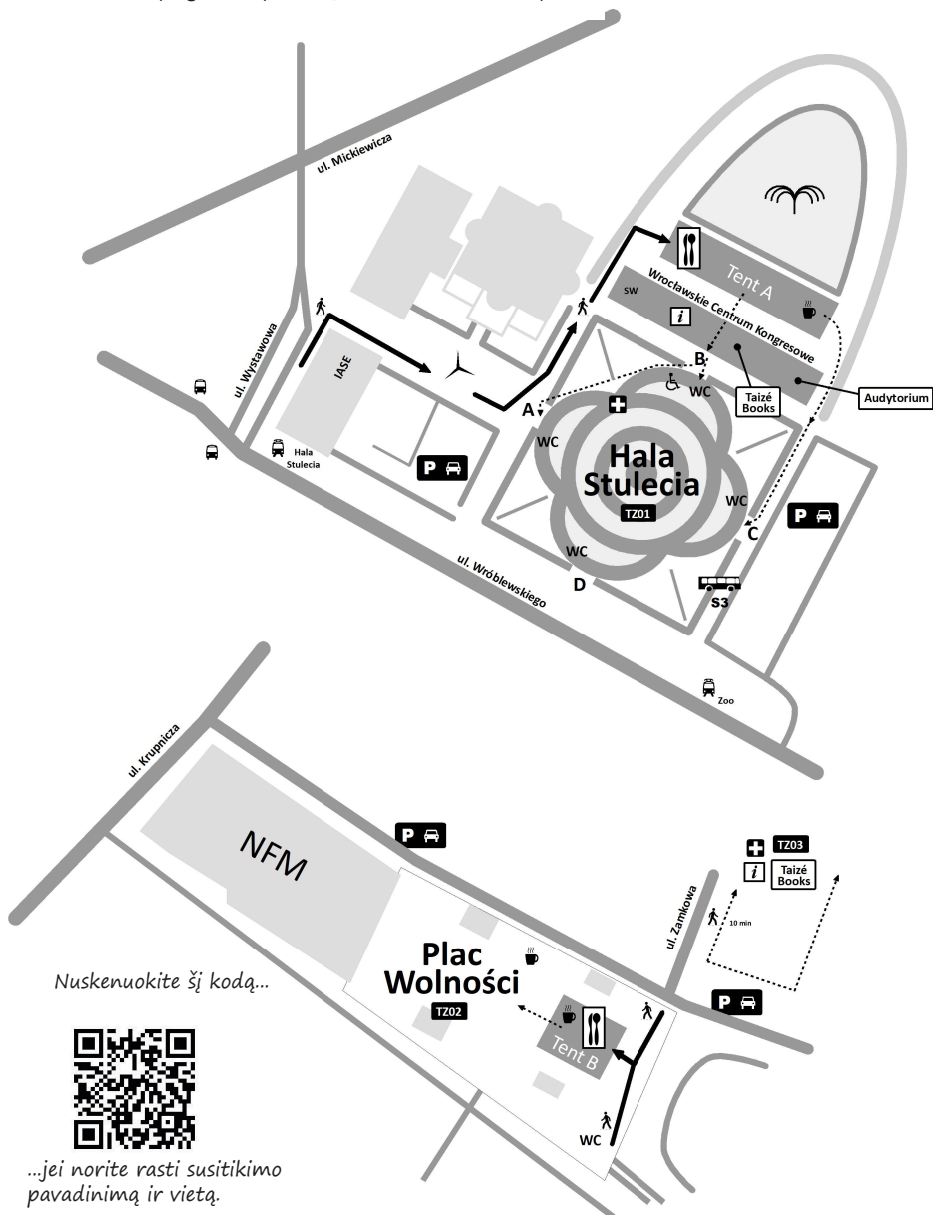 ul. Mickiewicza
Tent A
Wrocławskie Centrum Kongresowe
SW
i
ul. Wystawowa
IASE
B
WC
Taizé
Books
Audytorium
A
WC
Hala
Stulecia
P
Hala
Stulecia
TZ01
WC
P
C
WC
D
ul. Wróblewskiego
S3
Zoo
ul. Krupnicza
NFM
P
TZ03
i
Taizé
Books
ul. Zamkowa
10 min
Plac
Wolności
TZ02
P
Tent B
WC
Nuskenuokite šį kodą...
...jei norite rasti susitikimo
pavadinimą ir vietą.